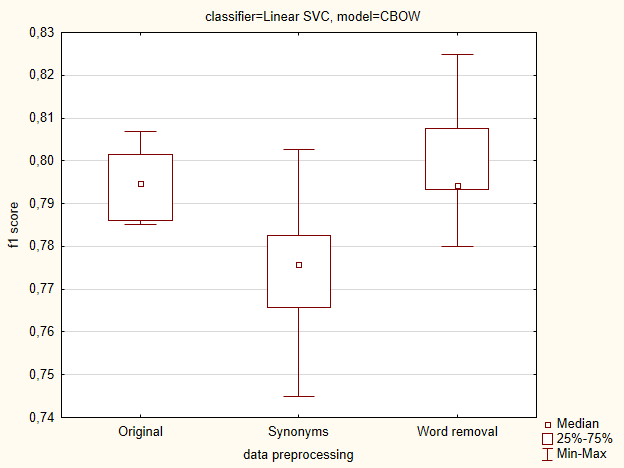 classifier=Linear SVC, model=CBOW
0,83
0,82
0,81
0,80
0,79
0,78
0,77
0,76
0,75
0,74
f1 score
Original Synonyms Word removal
data preprocessing
Median
25%-75%
Min-Max